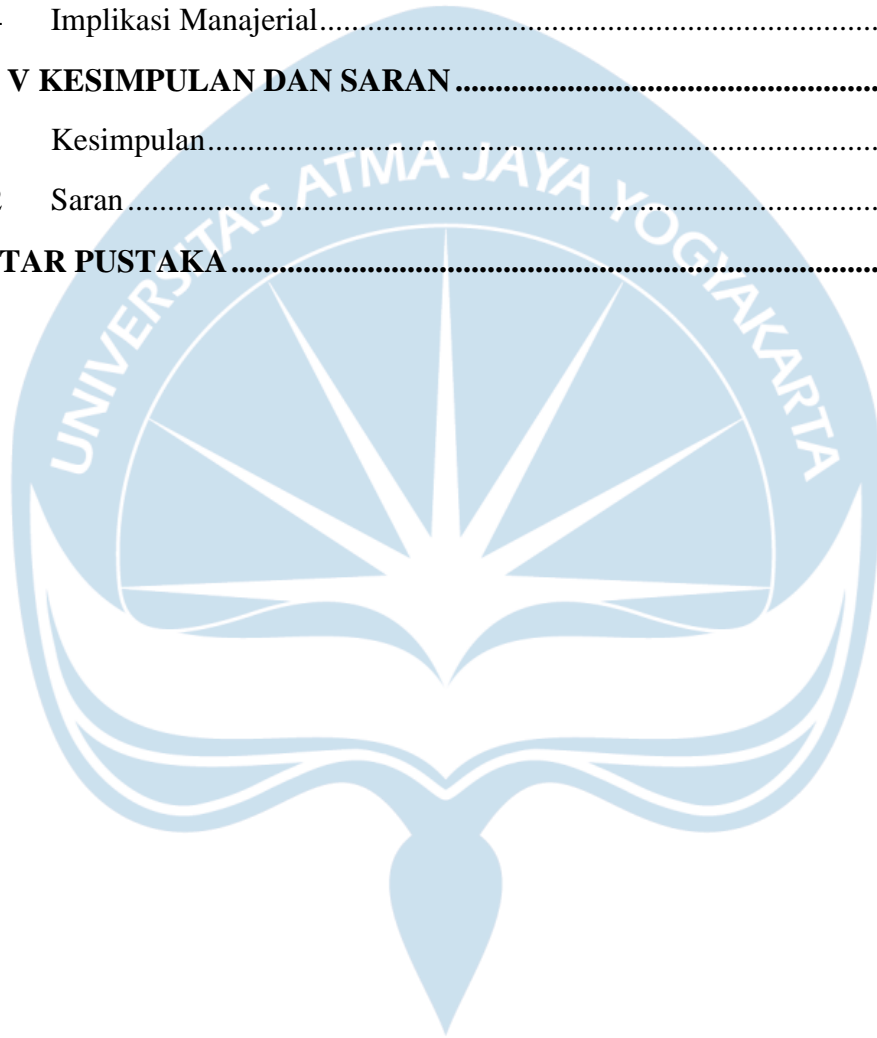 Implikasi Manajerial
V KESIMPULAN DAN SARAN
Kesimpulan
Saran
TAR PUSTAKA
UNIVERSITAS ATMA JAYA YOGYAKARTA